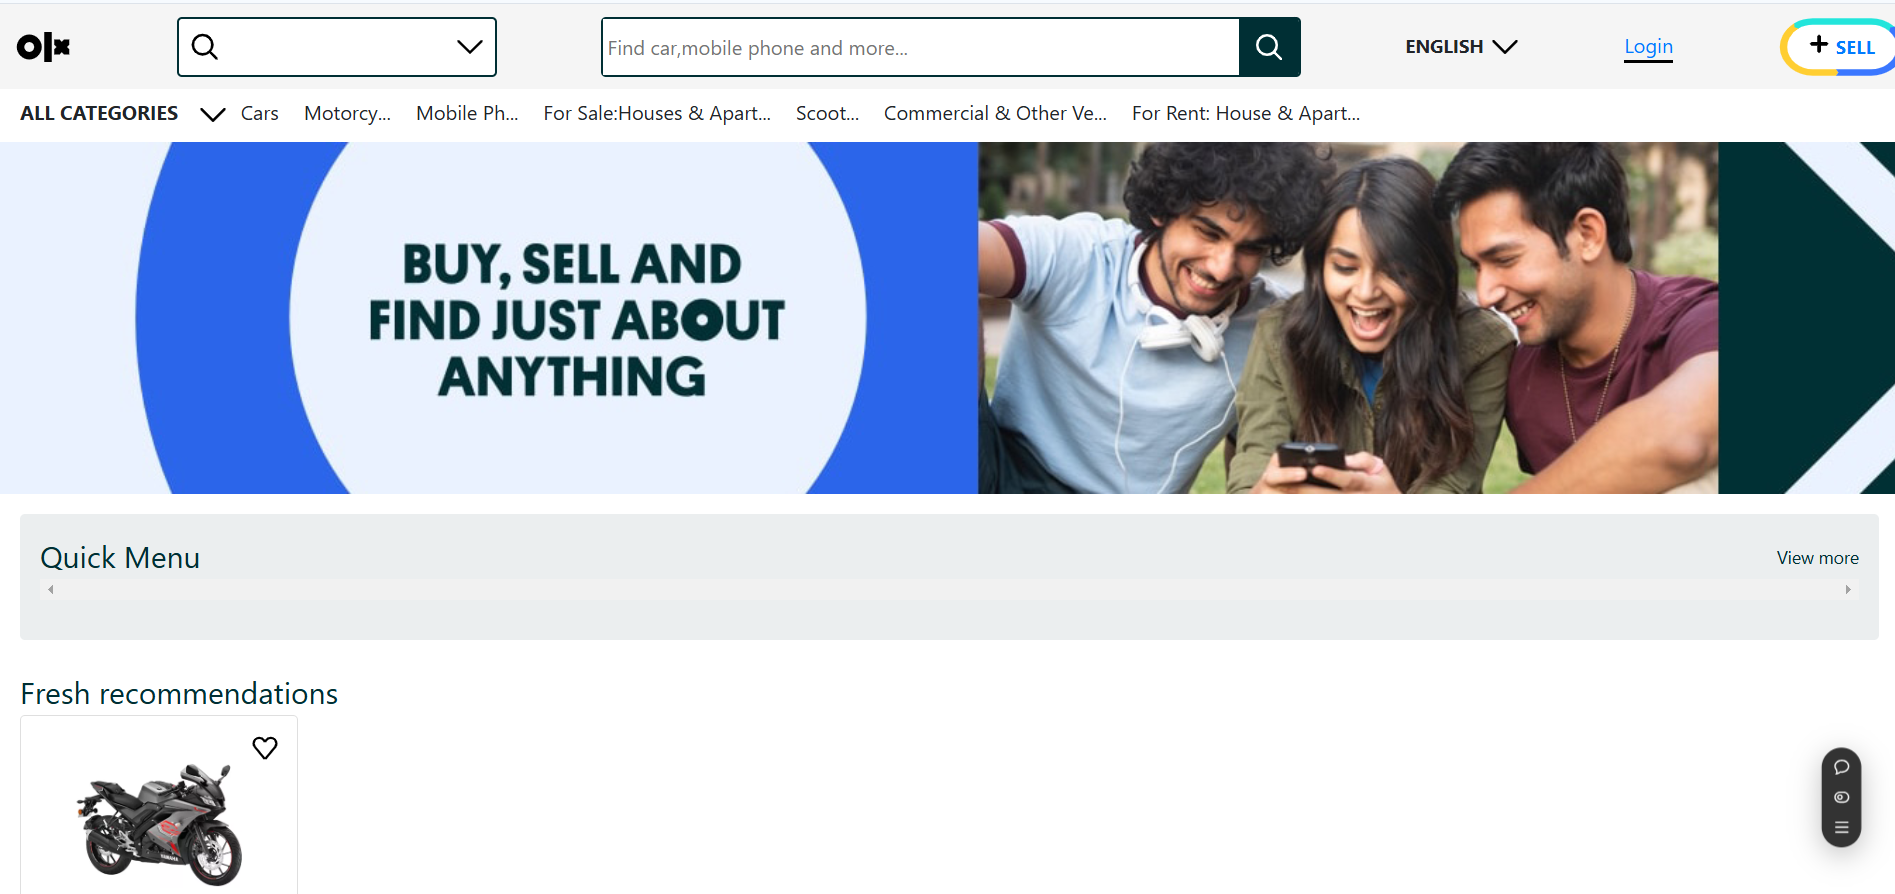 olx
Find car,mobile phone and more...
ENGLISH
Login
+ SELL
ALL CATEGORIES
Cars
Motorcy...
Mobile Ph...
For Sale:Houses & Apart...
Scoot...
Commercial & Other Ve...
For Rent: House & Apart...
BUY, SELL AND
FIND JUST ABOUT
ANYTHING
Quick Menu
View more
Fresh recommendations
YAMAHA